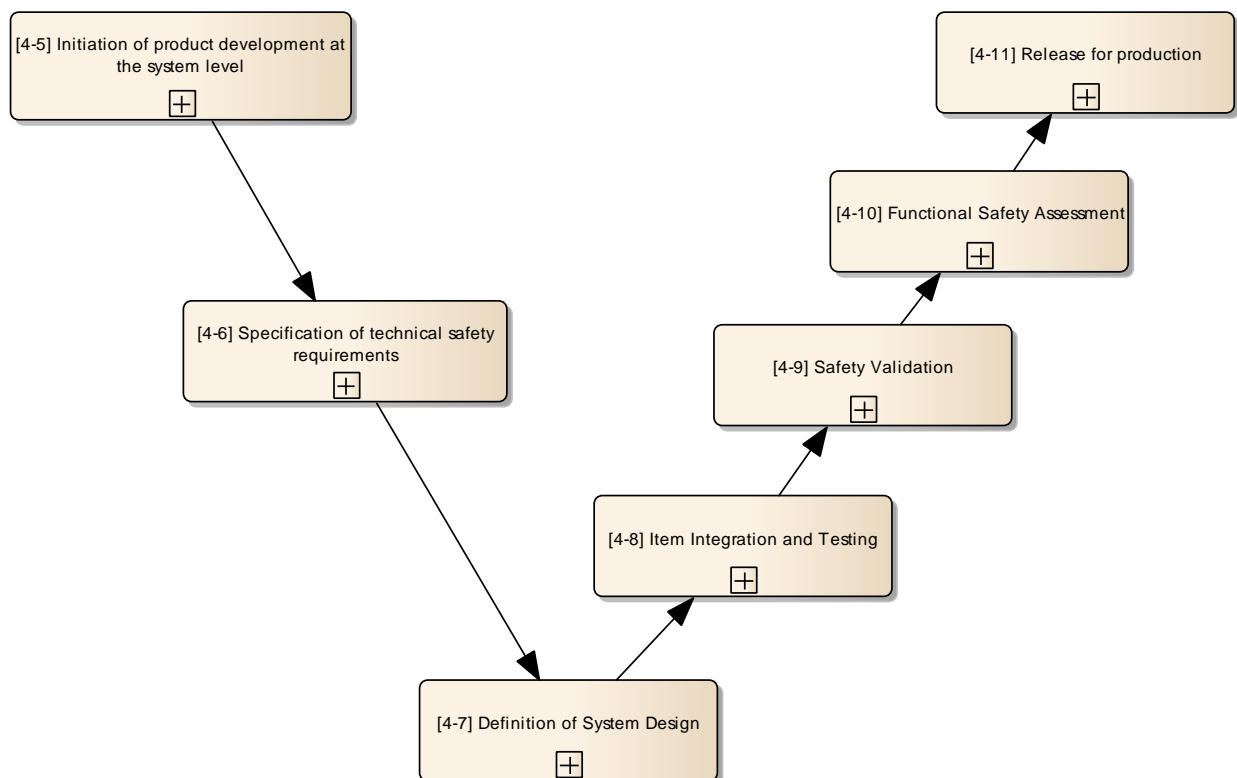 [4-5] Initiation of product development at
the system level
[4-6] Specification of technical safety
requirements
[4-7] Definition of System Design
[4-8] Item Integration and Testing
[4-9] Safety Validation
[4-10] Functional Safety Assessment
[4-11] Release for production